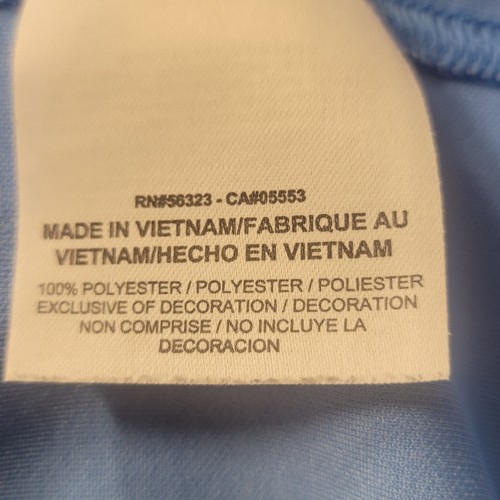 RN#56323 - CA#05553
MADE IN VIETNAM/FABRIQUE AU
VIETNAM/HECHO EN VIETNAM
100% POLYESTER / POLYESTER / POLIESTER
EXCLUSIVE OF DECORATION / DECORATION
NON COMPRISE / NO INCLUYE LA
DECORACION